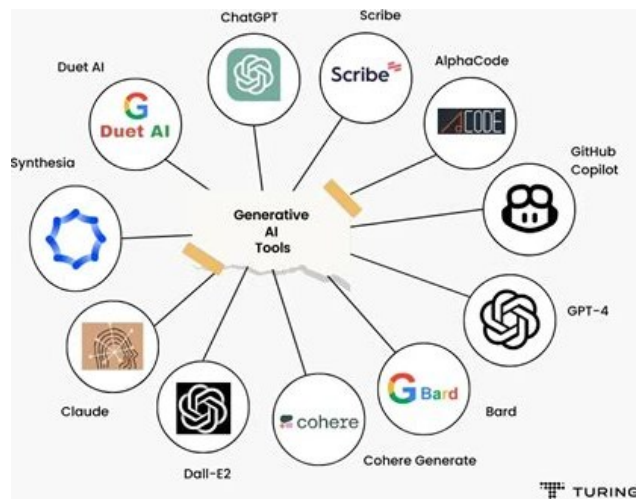 ChatGPT
Scribe
Scribe
AlphaCode
ACODE
Duet AI
G
Duet AI
GitHub
Copilot
Synthesia
Generative
AI
Tools
GPT-4
Claude
G Bard
Bard
cohere
Cohere Generate
Dall-E2
TURING